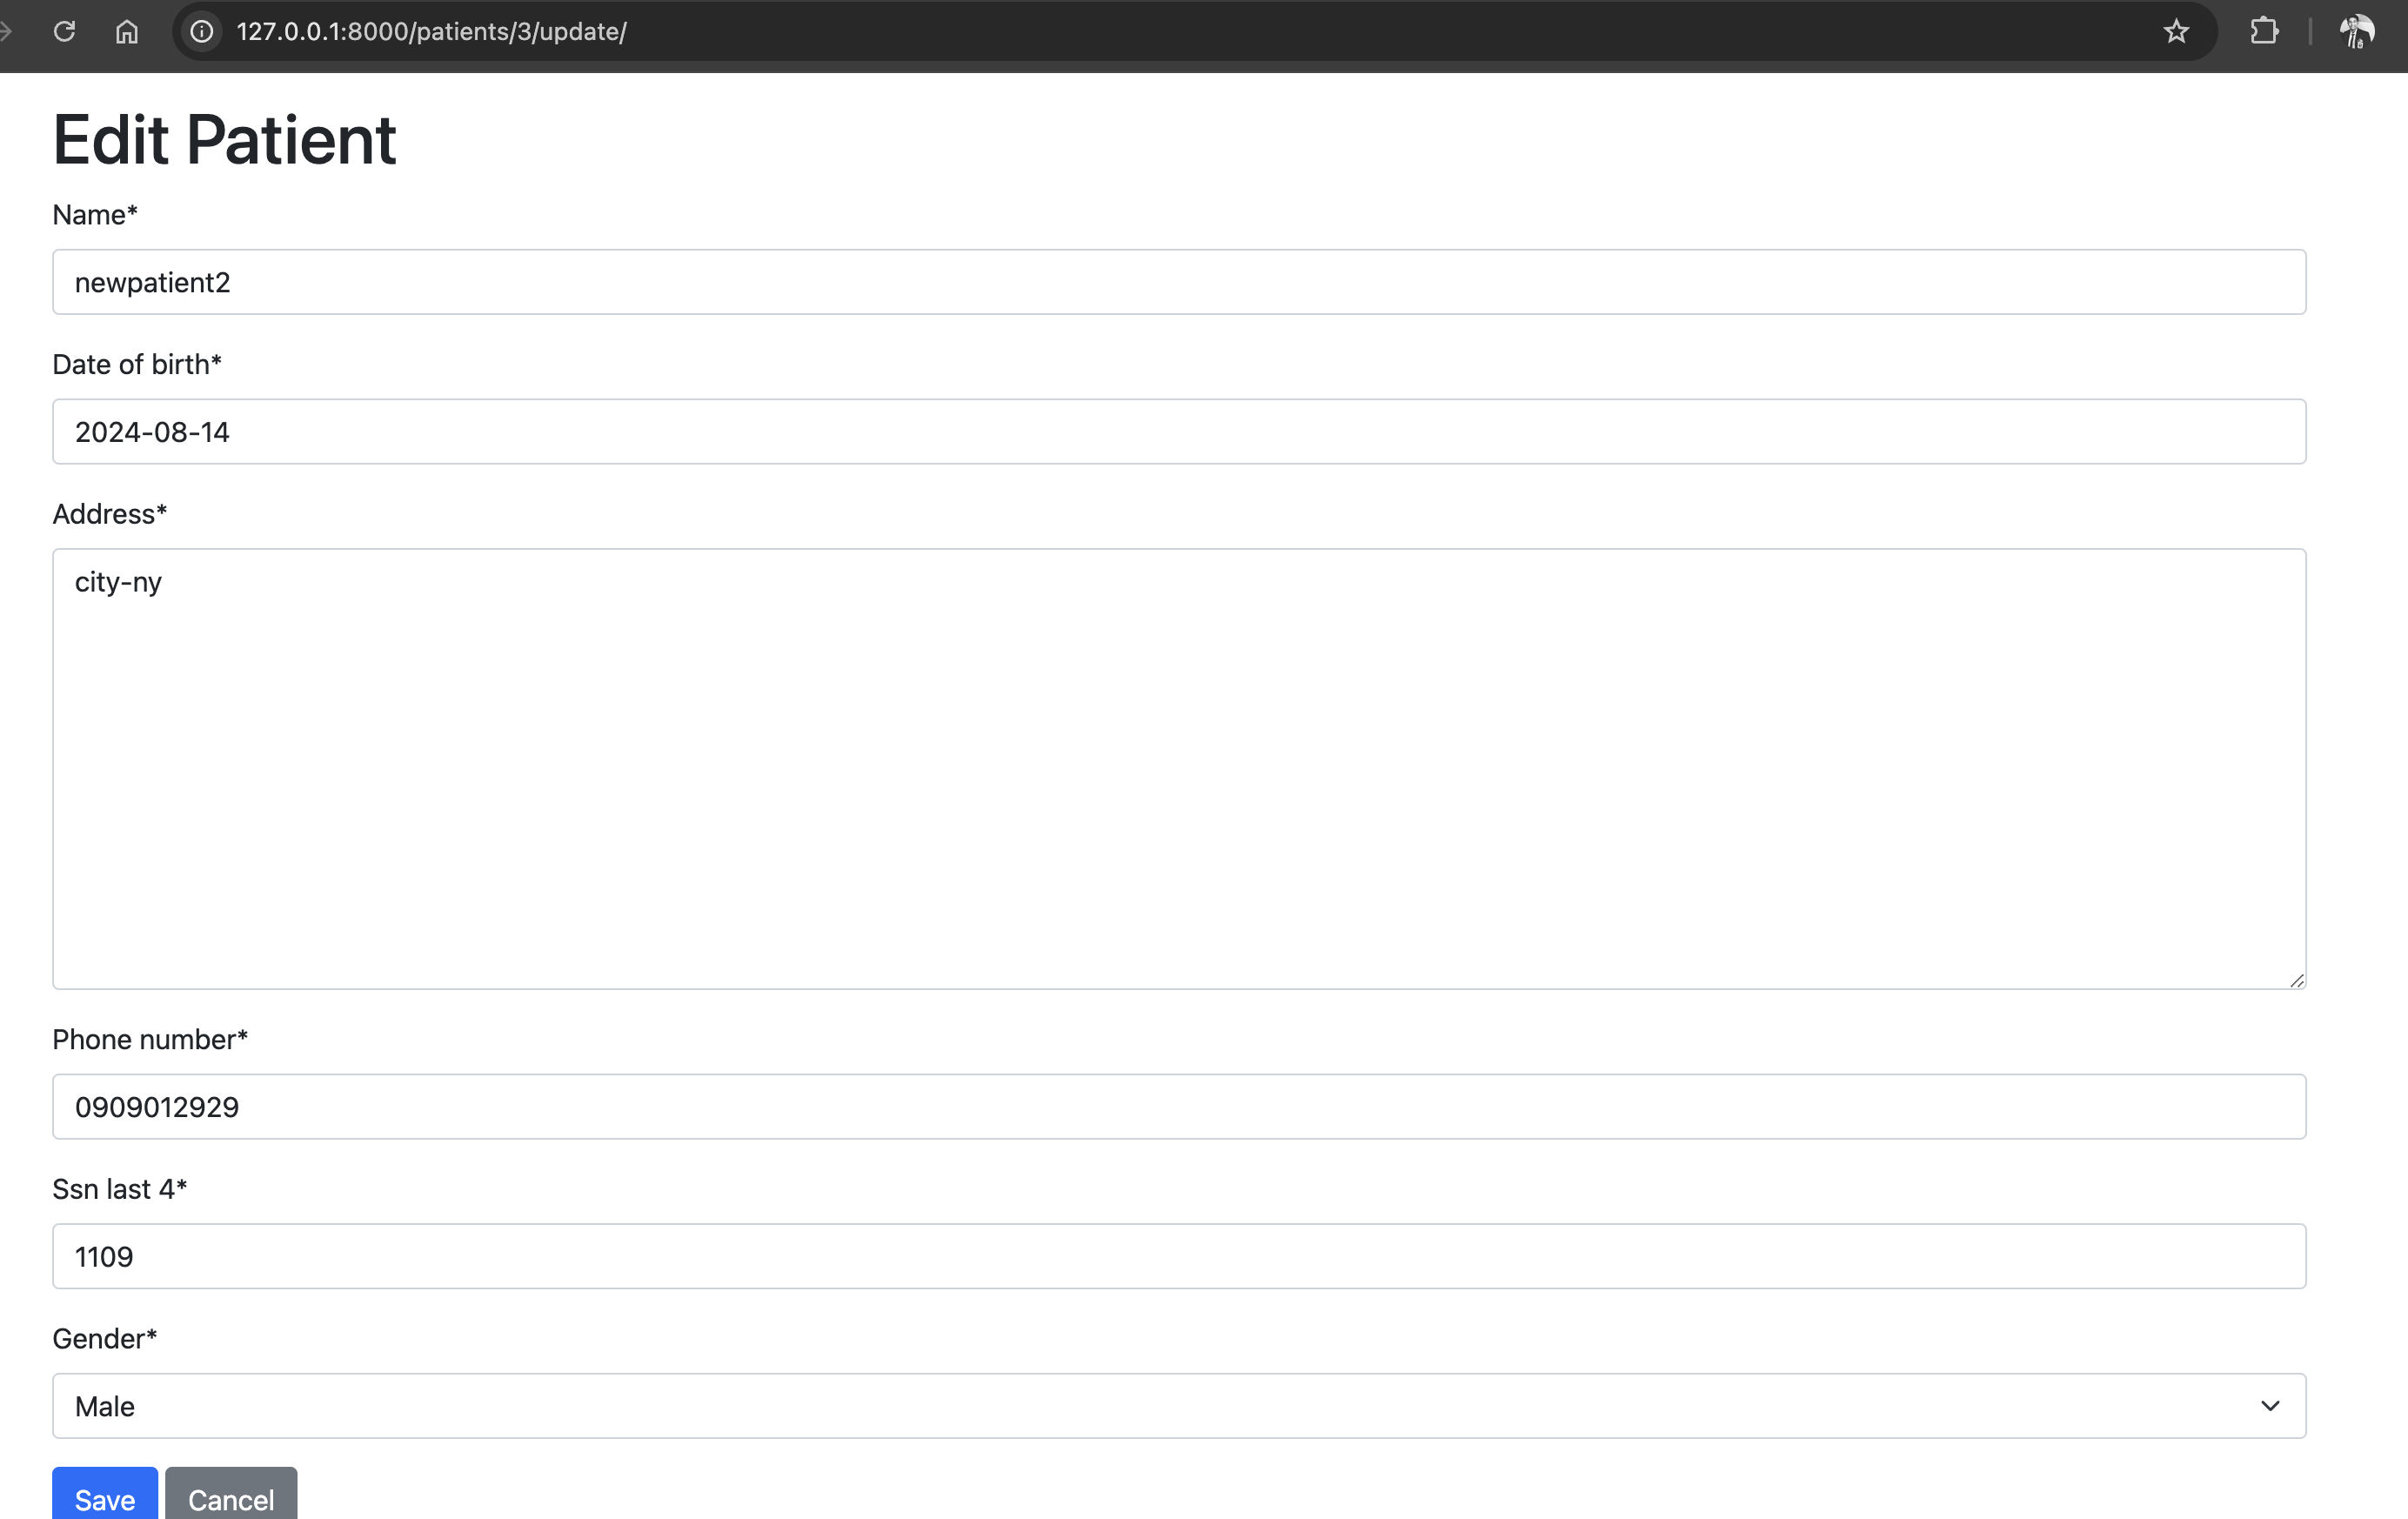 127.0.0.1:8000/patients/3/update/
Edit Patient
Name*
newpatient2
Date of birth*
2024-08-14
Address*
city-ny
Phone number*
0909012929
Ssn last 4*
1109
Gender*
Male
Save Cancel